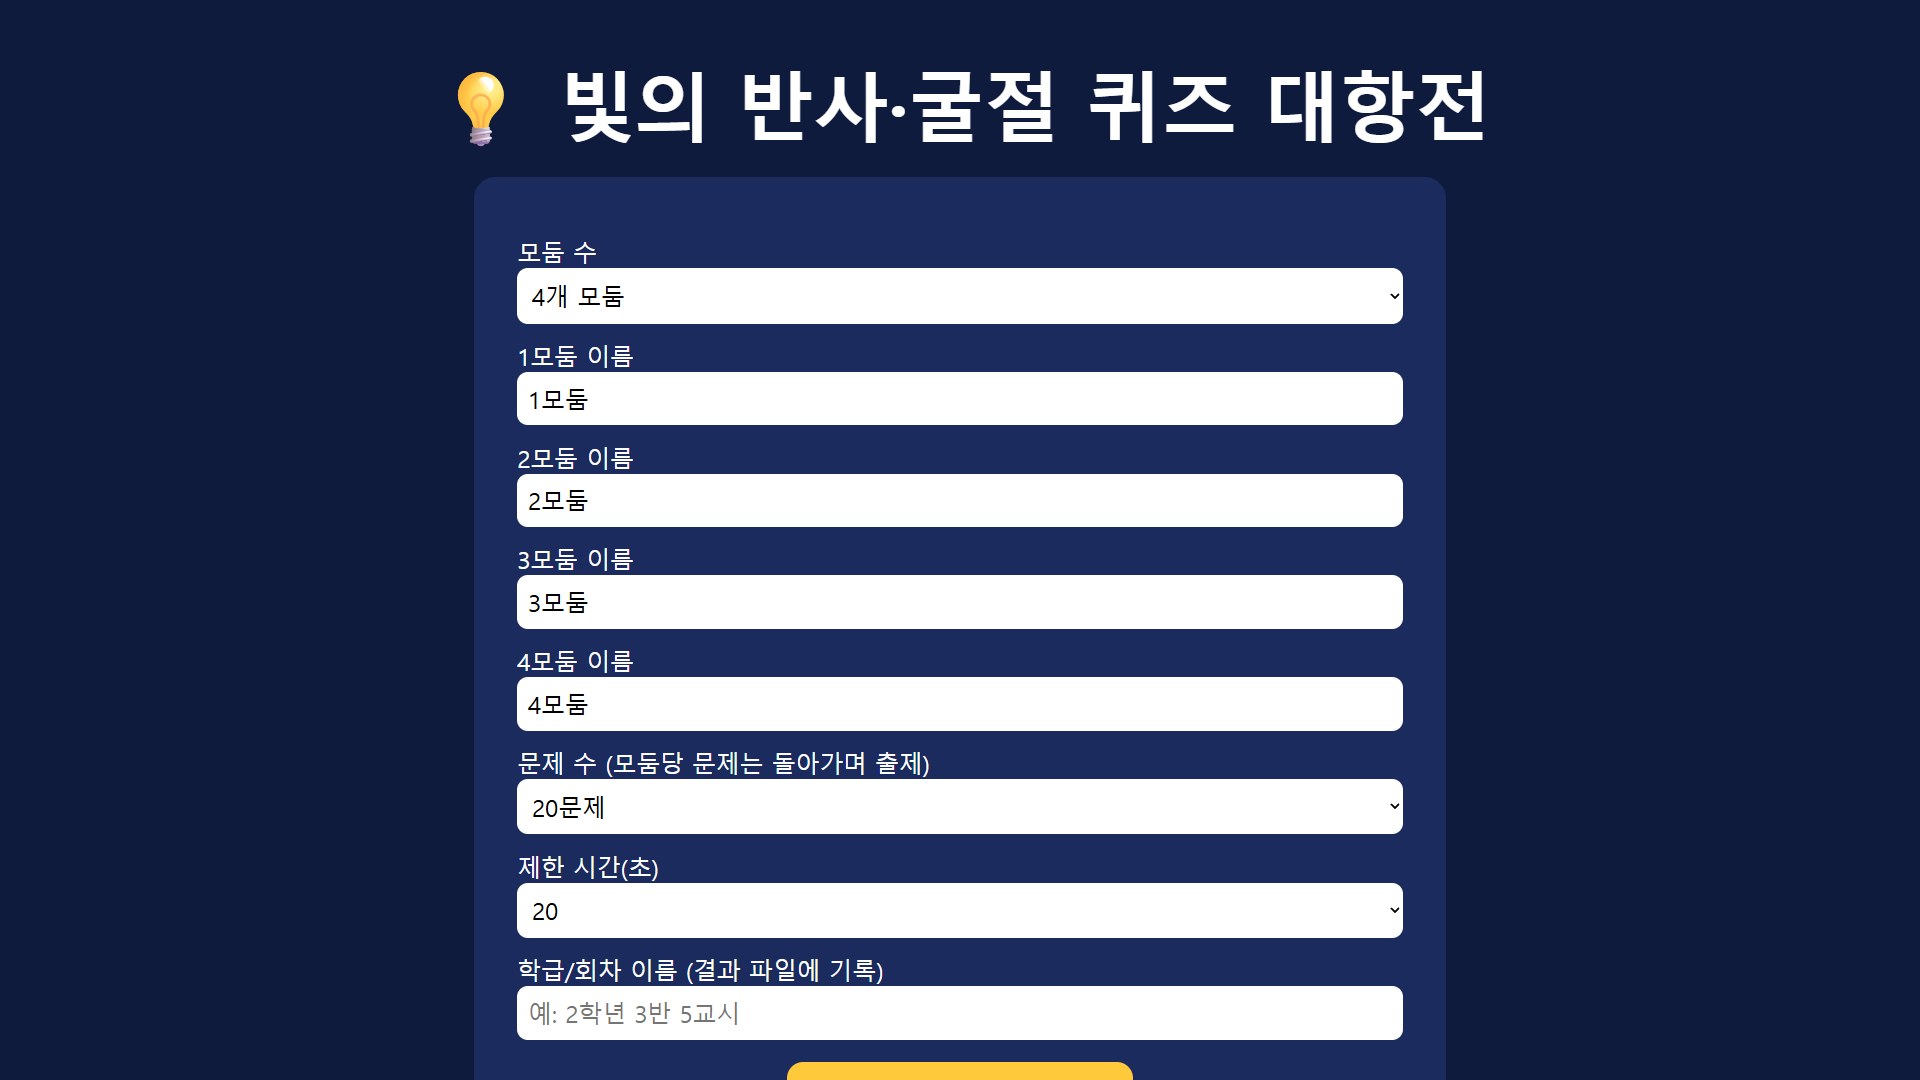 빛의 반사·굴절 퀴즈 대항전
모둠 수
4개 모둠
1모둠 이름
1모둠
2모둠 이름
2모둠
3모둠 이름
3모둠
4모둠 이름
4모둠
문제 수 (모둠당 문제는 돌아가며 출제)
20문제
제한 시간(초)
20
학급/회차 이름 (결과 파일에 기록)
예: 2학년 3반 5교시